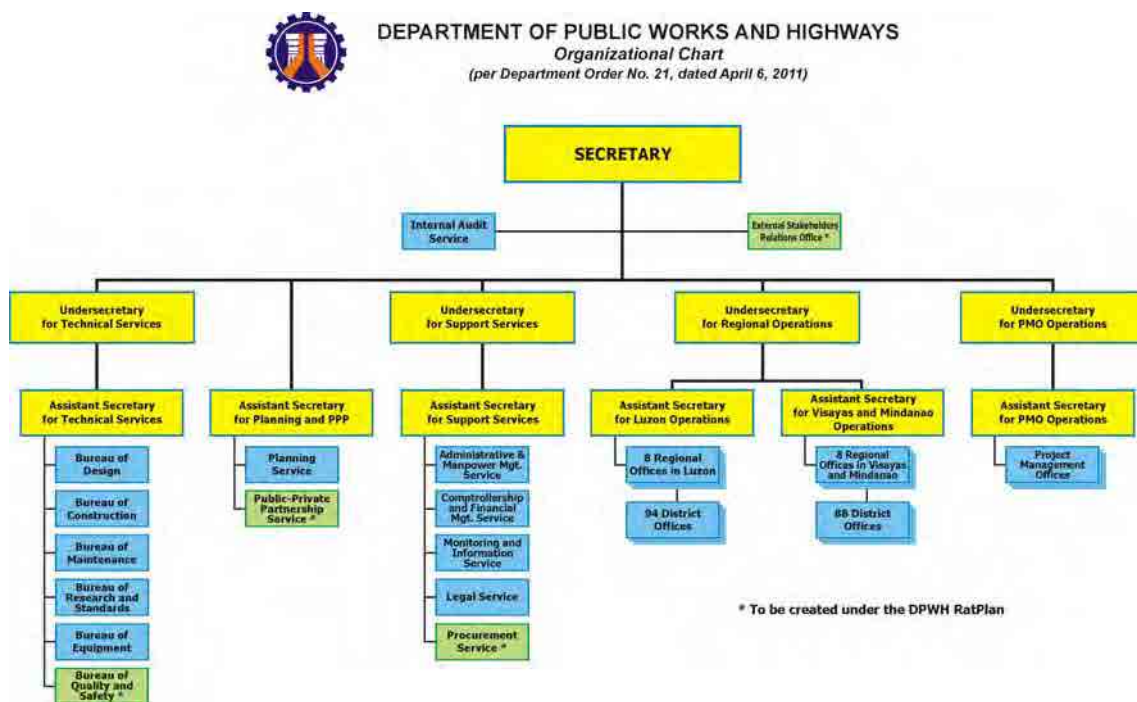 DEPARTMENT OF PUBLIC WORKS AND HIGHWAYS
Organizational Chart
(per Department Order No. 21, dated April 6, 2011)
SECRETARY
Internal Audit
Service
External Stakeholders
Relations Office *
Undersecretary
for Technical Services
Undersecretary
for Support Services
Undersecretary
for Regional Operations
Undersecretary
for PMO Operations
Assistant Secretary
for Technical Services
Assistant Secretary
for Planning and PPP
Assistant Secretary
for Support Services
Assistant Secretary
for Luzon Operations
Assistant Secretary
for Visayas and Mindanao
Operations
Assistant Secretary
for PMO Operations
Bureau of
Design
Bureau of
Construction
Bureau of
Maintenance
Bureau of
Research and
Standards
Bureau of
Equipment
Bureau of
Quality and
Safety *
Planning
Service
Public-Private
Partnership
Service *
Administrative &
Manpower Mgt.
Service
Comptrollership
and Financial
Mgt. Service
Monitoring and
Information
Service
Legal Service
Procurement
Service *
8 Regional
Offices in Luzon
94 District
Offices
8 Regional
Offices in Visayas
and Mindanao
88 District
Offices
Project
Management
Offices
* To be created under the DPWH RatPlan